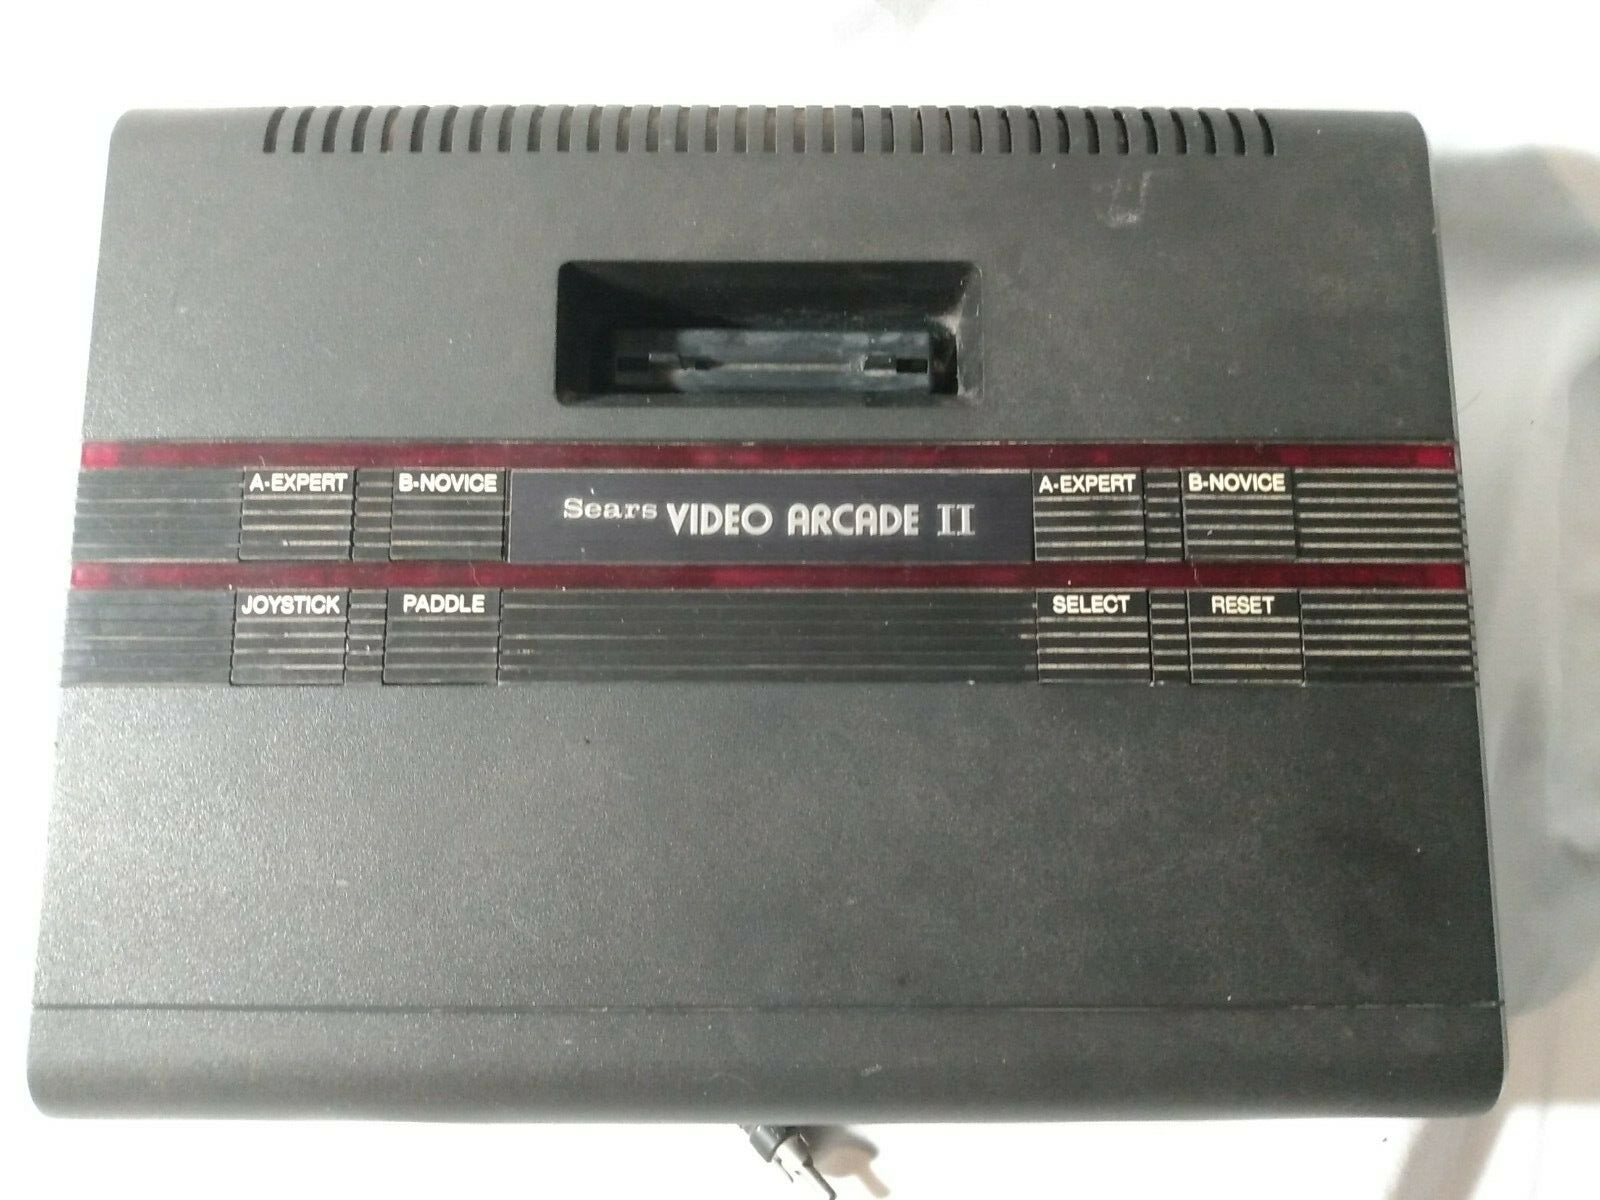 A-EXPERT B-NOVICE Sears VIDEO ARCADE II A-EXPERT B-NOVICE
JOYSTICK PADDLE SELECT RESET